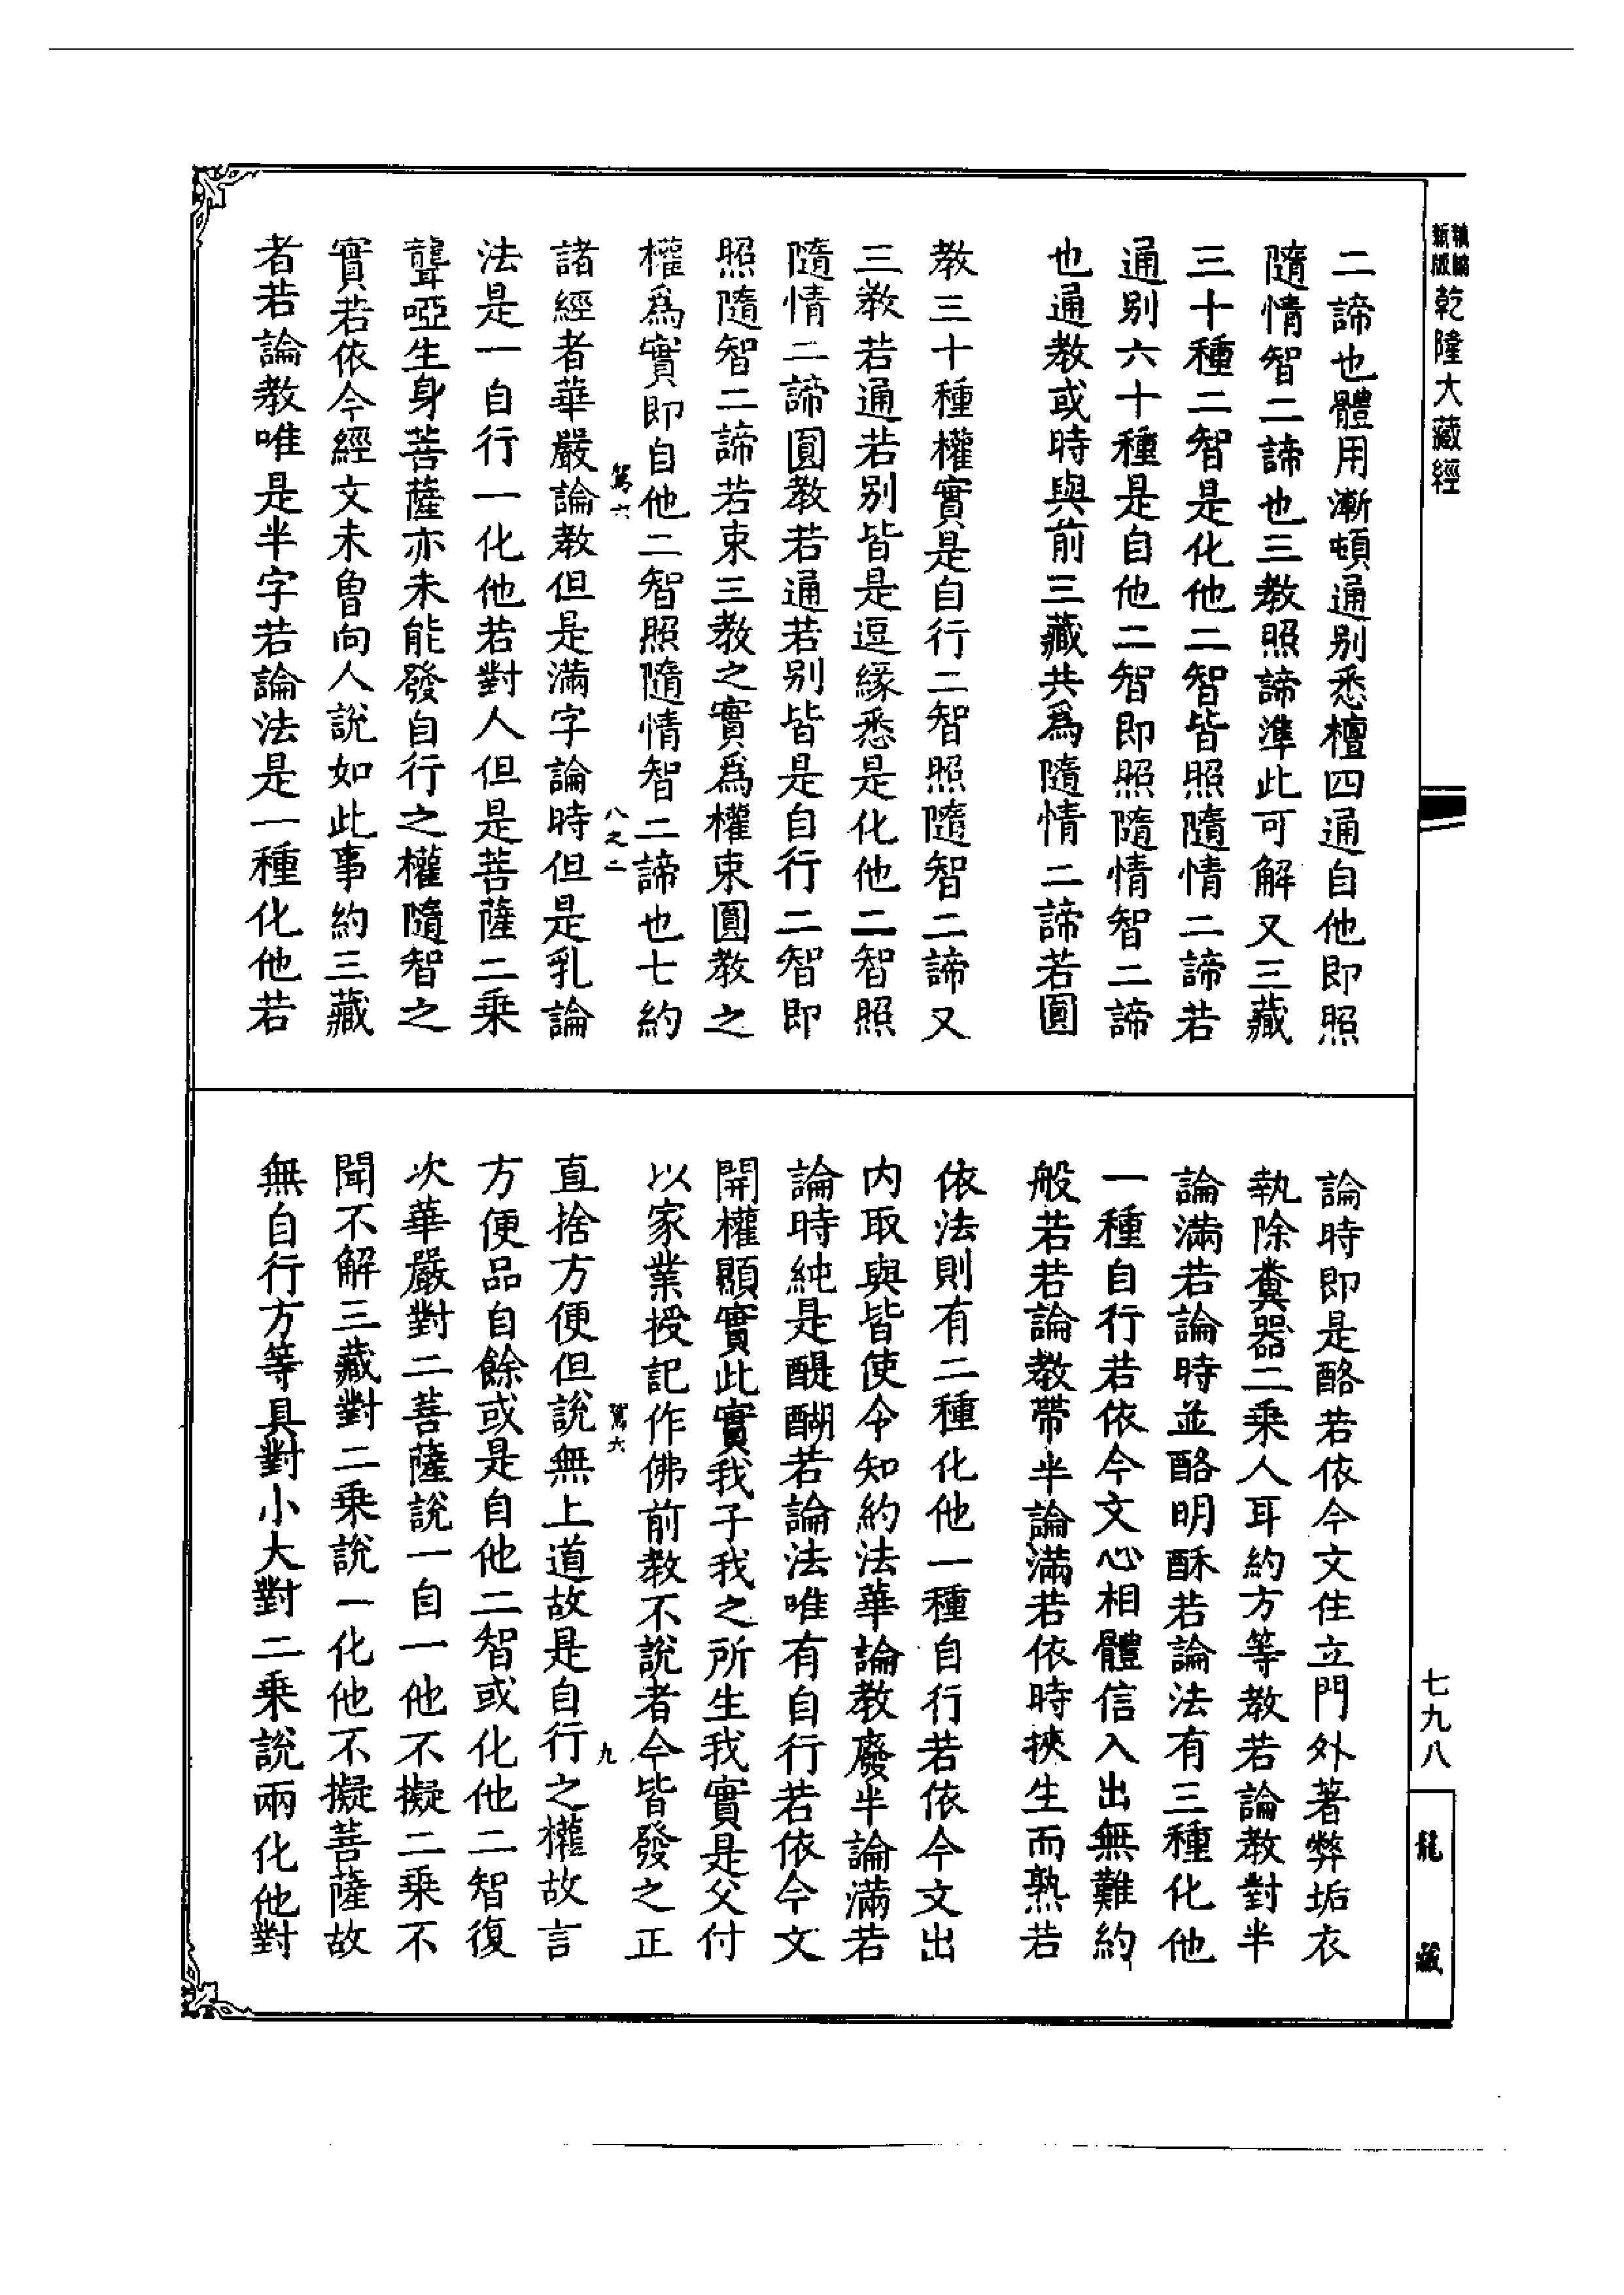 新版
乾隆大藏經
二諦也體用漸頓通别悉檀四通自他即照
隨情智二諦也三教照諦準此可解又三藏
三十種二智是化他二智皆照隨情二諦若
通别六十種是自他二智即照隨情智二諦
也通教或時與前三藏共爲隨情二諦若圓
教三十種權實是自行二智照隨智二諦又
三教若通若别皆是逗緣悉是化他二智照
隨情二諦圓教若通若别皆是自行二智即
照隨智二諦若束三教之實爲權束圓教之
權爲實即自他二智照隨情智二諦也七約
駕六
八之二
諸經者華嚴論教但是滿字論時但是乳論
法是一自行一化他若對人但是菩薩二乘
聾啞生身菩薩亦未能發自行之權隨智之
實若依今經文未曾向人說如此事約三藏
者若論教唯是半字若論法是一種化他若
論時即是酪若依今文住立門外著弊垢衣
執除糞器二乘人耳約方等教若論教對半
論滿若論時並酪明酥若論法有三種化他
一種自行若依今文心相體信入出無難約
般若若論教帶半論滿若依時挾生而熟若
依法則有二種化他一種自行若依今文出
内取與皆使令知約法華論教廢半論滿若
論時純是醍醐若論法唯有自行若依今文
開權顯實此實我子我之所生我實是父付
以家業授記作佛前教不說者今皆發之正
駕六
九
直捨方便但說無上道故是自行之權故言
方便品自餘或是自他二智或化他二智復
次華嚴對二菩薩說一自一他不擬二乘不
聞不解三藏對二乘說一化他不擬菩薩故
無自行方等具對小大對二乘說兩化他對
七九八
龍藏